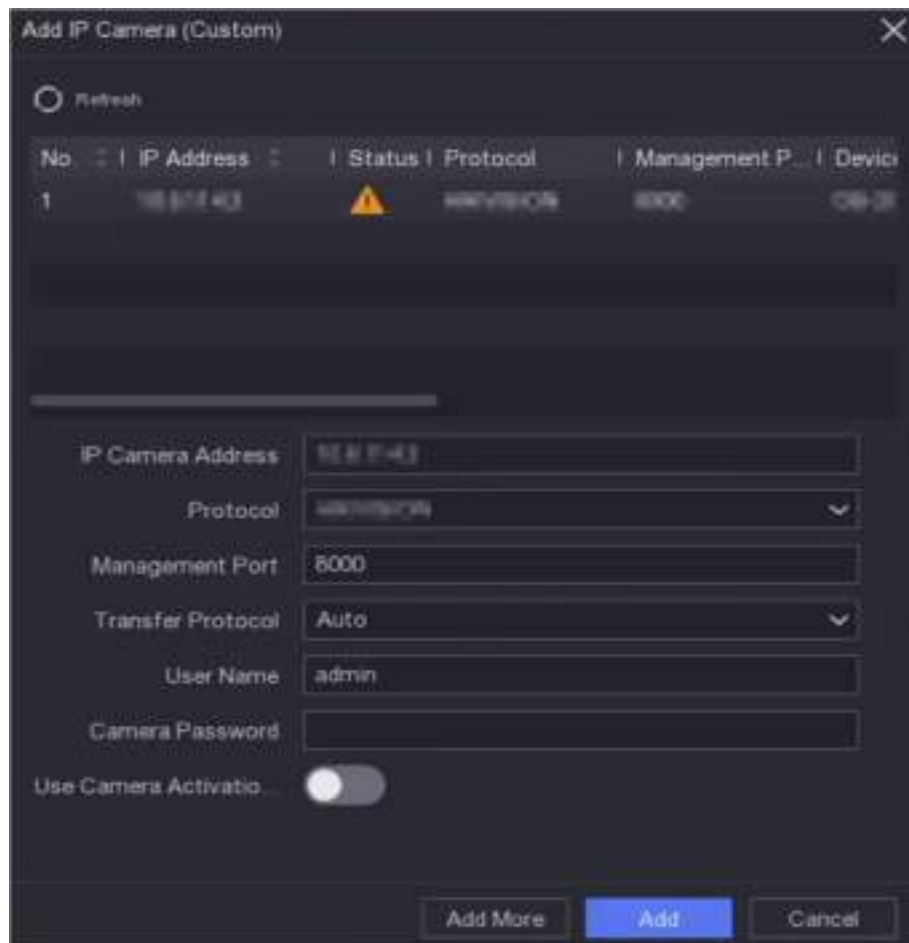 Add IP Camera (Custom)
Refresh
No. IP Address Status Protocol Management P... Device
1
IP Camera Address
Protocol
Management Port 8000
Transfer Protocol Auto
User Name admin
Camera Password
Use Camera Activatio...
Add More Add Cancel